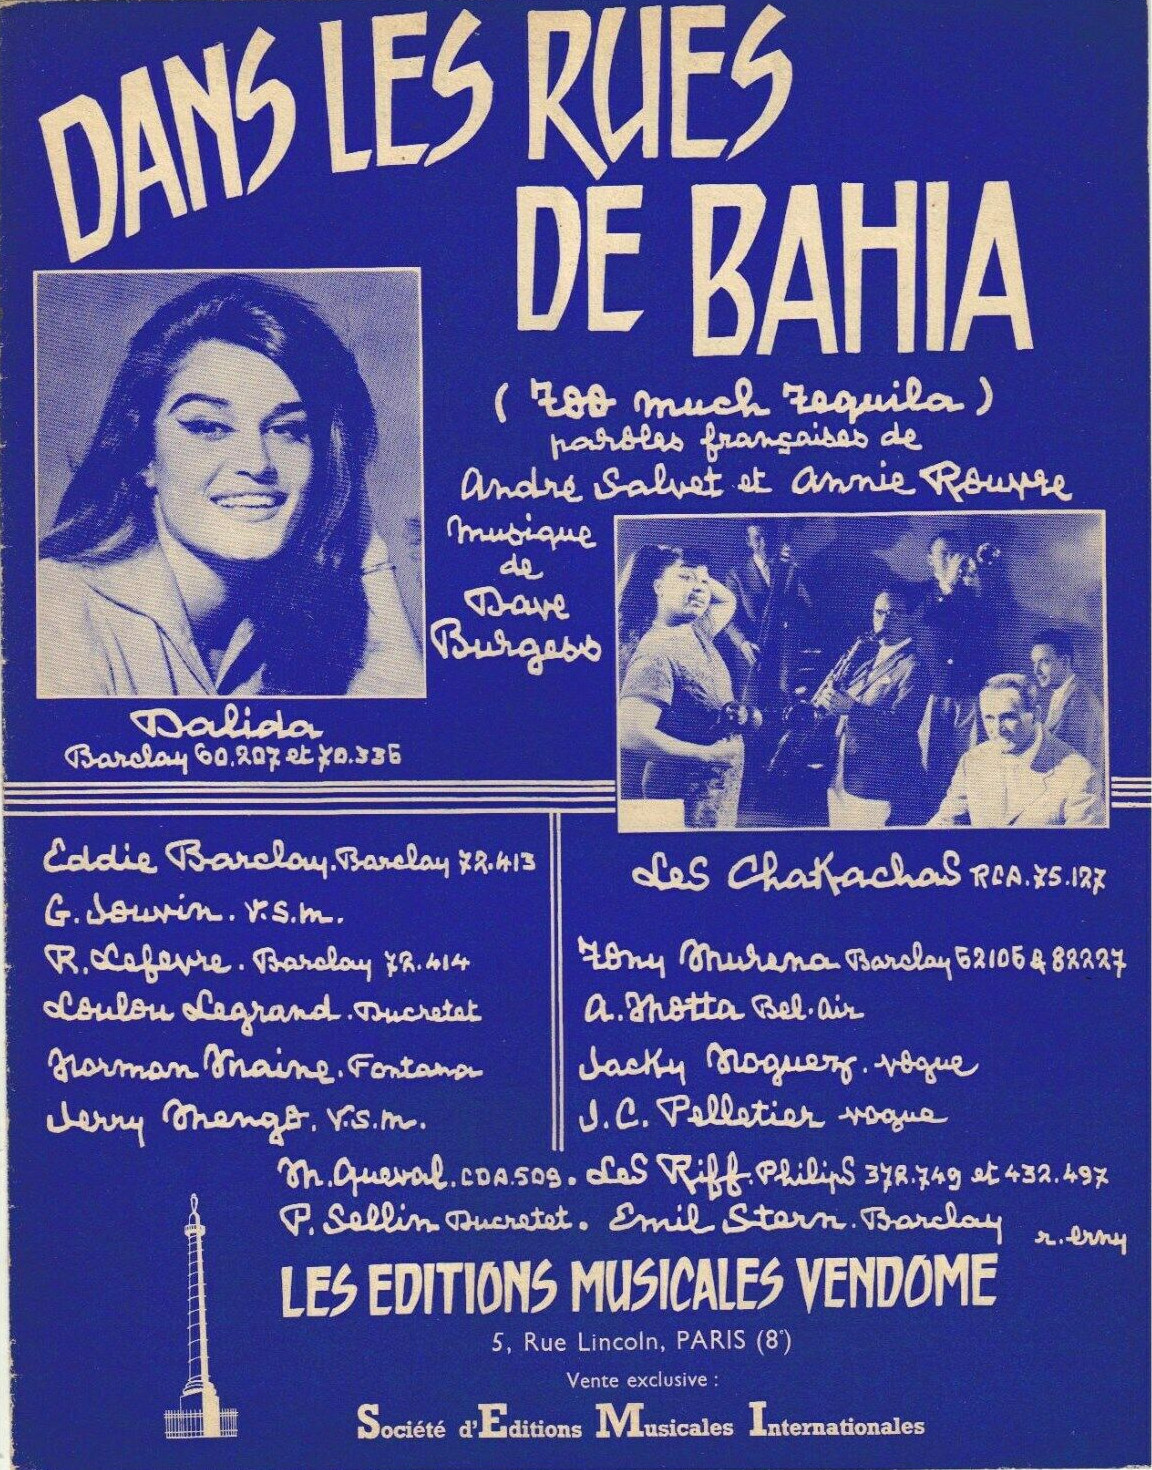 DANS LES RUES
DE BAHIA
( Too much Tequila )
paroles françaises de
André Salvet et Annie Rouvre
Musique
de
Dave
Burgess
Dalida
Barclay 60.207 et 70.335
Eddie Barclay. Barclay 72.413
G. Jouvin. V.S.M.
R. Lefevre. Barclay 72.414
Loulou Legrand. Ducretet
Norman Maine. Fontana
Jerry Mengo. V.S.M.
Les Chakachas RCA.75.127
Tony Murena Barclay 62106 & 82227
A. Motta Bel.Air
Jacky Noguez. Vogue
J.C. Pelletier Vogue
M. Queval. CDA.509. Les Riff. Philips 372.749 et 432.497
P. Sellin Ducretet. Emil Stern. Barclay
r. erny
LES EDITIONS MUSICALES VENDOME
5, Rue Lincoln, PARIS (8ᵉ)
Vente exclusive :
Société d'Editions Musicales Internationales